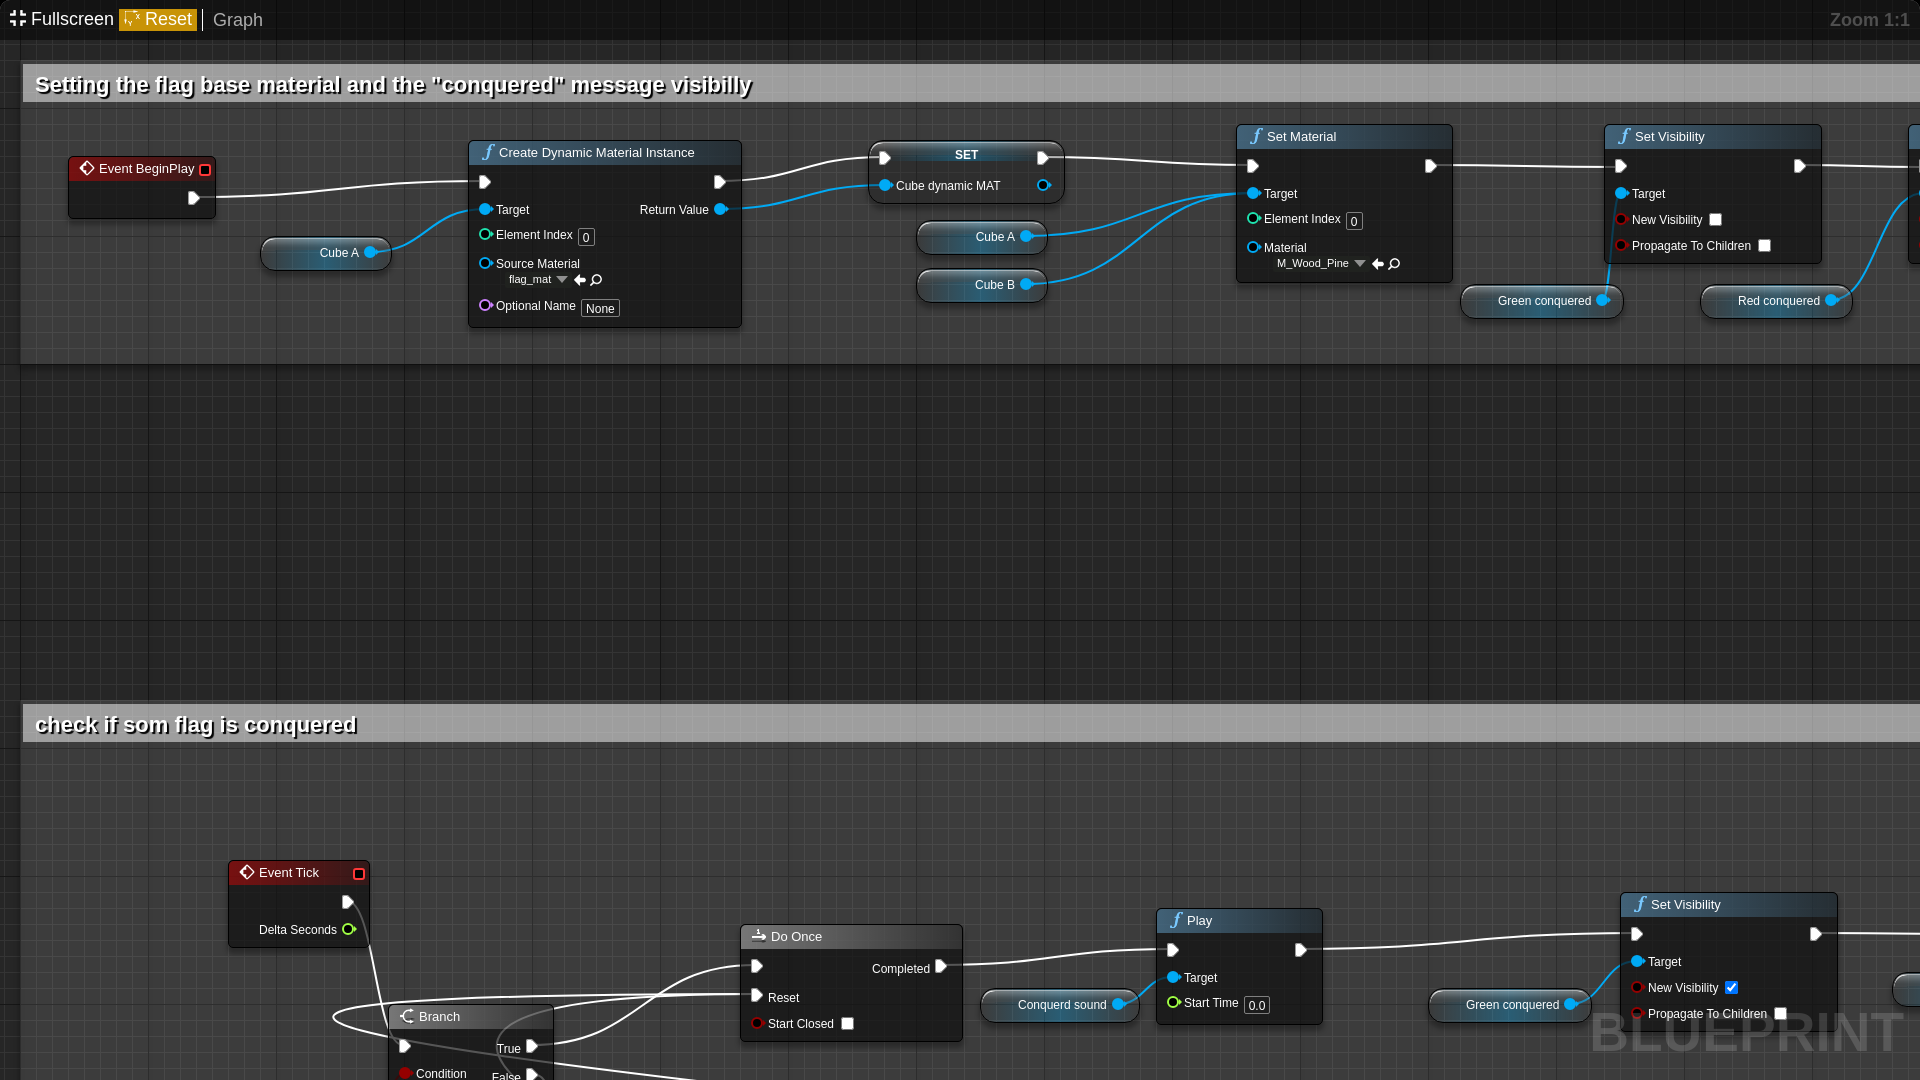 Fullscreen Reset Graph Zoom 1:1
Setting the flag base material and the "conquered" message visibilly
Event BeginPlay
Cube A
Create Dynamic Material Instance
Target Return Value
Element Index 0
Source Material
flag_mat
Optional Name None
SET
Cube dynamic MAT
Cube A
Cube B
Set Material
Target
Element Index 0
Material
M_Wood_Pine
Set Visibility
Target
New Visibility
Propagate To Children
Green conquered
Red conquered
check if som flag is conquered
Event Tick
Delta Seconds
Branch
True
Condition False
Do Once
Completed
Reset
Start Closed
Conquerd sound
Play
Target
Start Time 0.0
Green conquered
Set Visibility
Target
New Visibility
Propagate To Children
BLUEPRINT